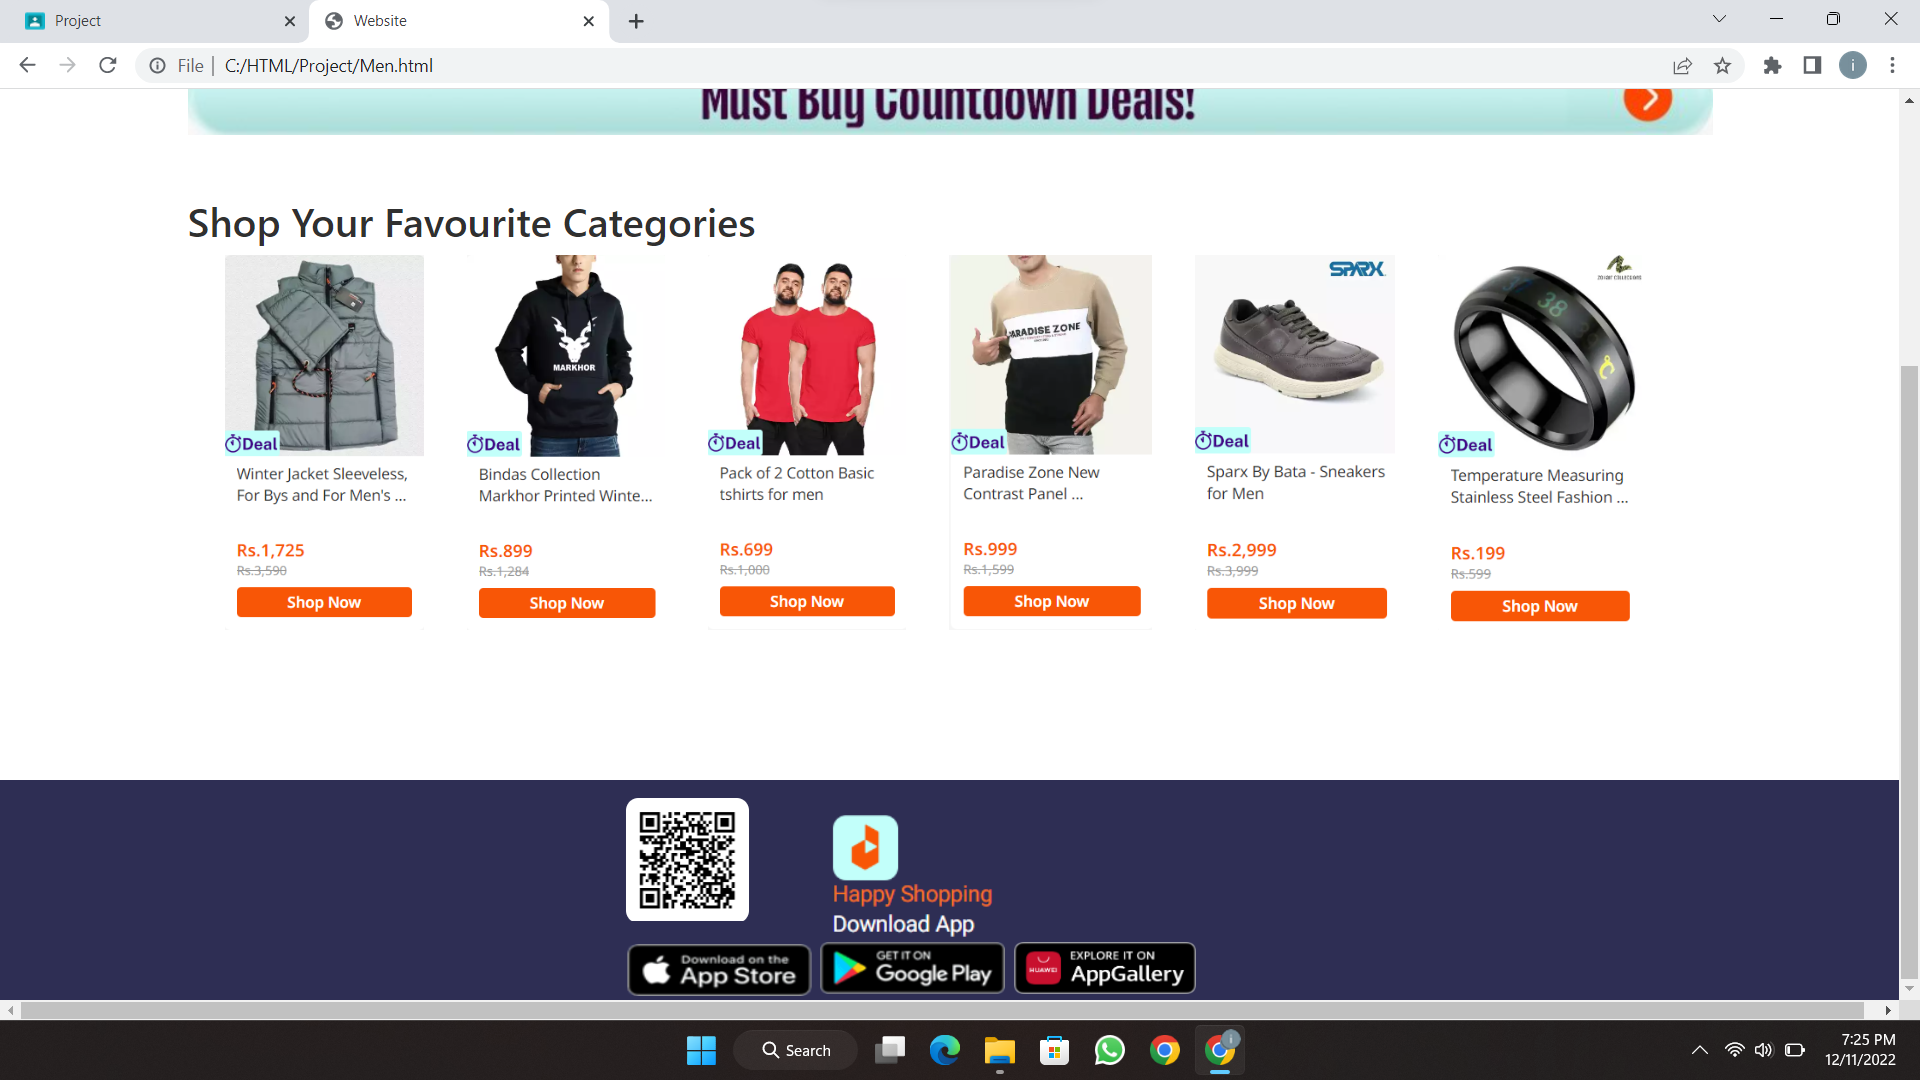 Project
Website
File
C:/HTML/Project/Men.html
i
Must Buy Countdown Deals!
Shop Your Favourite Categories
MARKHOR
PARADISE ZONE
SPARX
38
Deal
Deal
Deal
Deal
Deal
Deal
Winter Jacket Sleeveless,
For Bys and For Men's ...
Bindas Collection
Markhor Printed Winte...
Pack of 2 Cotton Basic
tshirts for men
Paradise Zone New
Contrast Panel ...
Sparx By Bata - Sneakers
for Men
Temperature Measuring
Stainless Steel Fashion ...
Rs.1,725
Rs.3,590
Shop Now
Rs.899
Rs.1,284
Shop Now
Rs.699
Rs.1,000
Shop Now
Rs.999
Rs.1,599
Shop Now
Rs.2,999
Rs.3,999
Shop Now
Rs.199
Rs.599
Shop Now
Happy Shopping
Download App
Download on the
App Store
GET IT ON
Google Play
HUAWEI
EXPLORE IT ON
AppGallery
Search
i
7:25 PM
12/11/2022